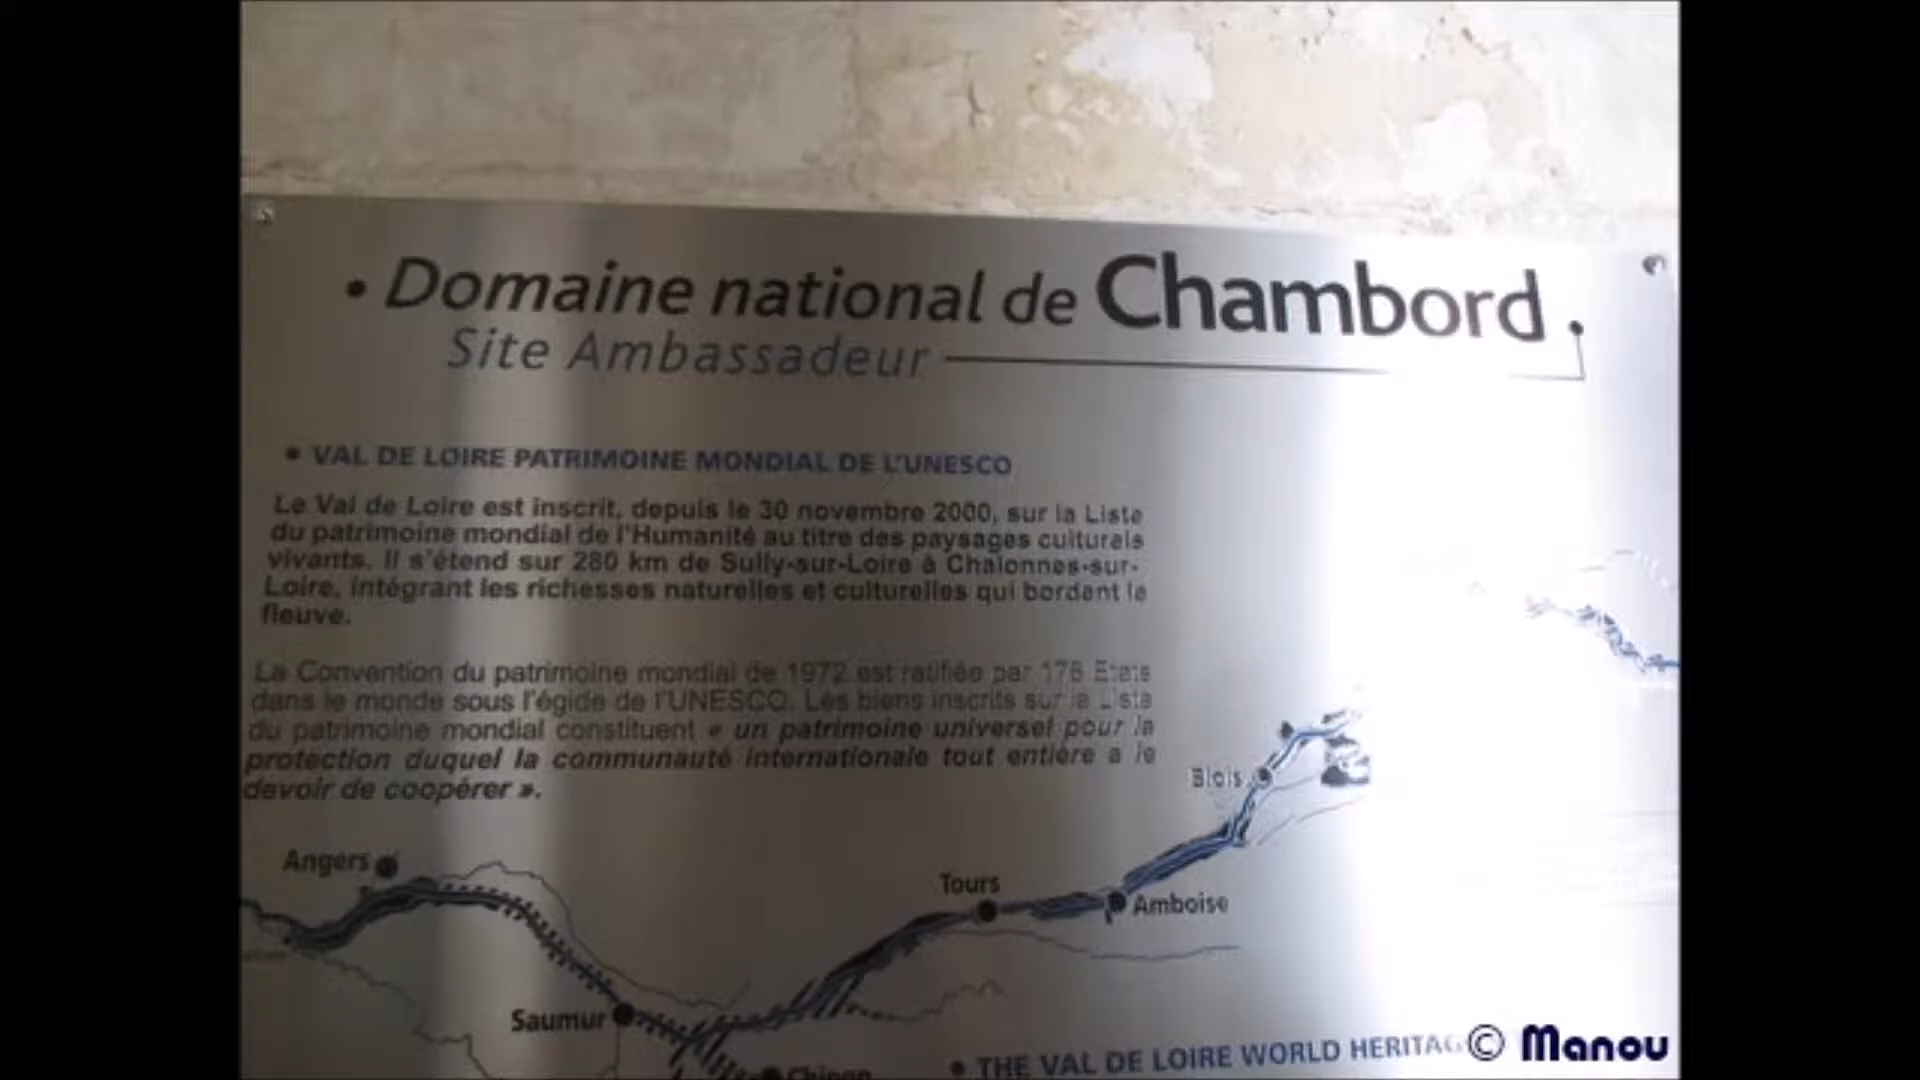 • Domaine national de Chambord
Site Ambassadeur
• VAL DE LOIRE PATRIMOINE MONDIAL DE L'UNESCO
Le Val de Loire est inscrit, depuis le 30 novembre 2000, sur la Liste
du patrimoine mondial de l'Humanité au titre des paysages culturels
vivants. Il s'étend sur 280 km de Sully-sur-Loire à Chalonnes-sur-
Loire, intégrant les richesses naturelles et culturelles qui bordent le
fleuve.
La Convention du patrimoine mondial de 1972 est ratifiée par 178 Etats
dans le monde sous l'égide de l'UNESCO. Les biens inscrits sur la Liste
du patrimoine mondial constituent « un patrimoine universel pour la
protection duquel la communauté internationale tout entière a le
devoir de coopérer ».
Blois
Angers
Tours
Amboise
Saumur
Chinon
• THE VAL DE LOIRE WORLD HERITAG
© Manou